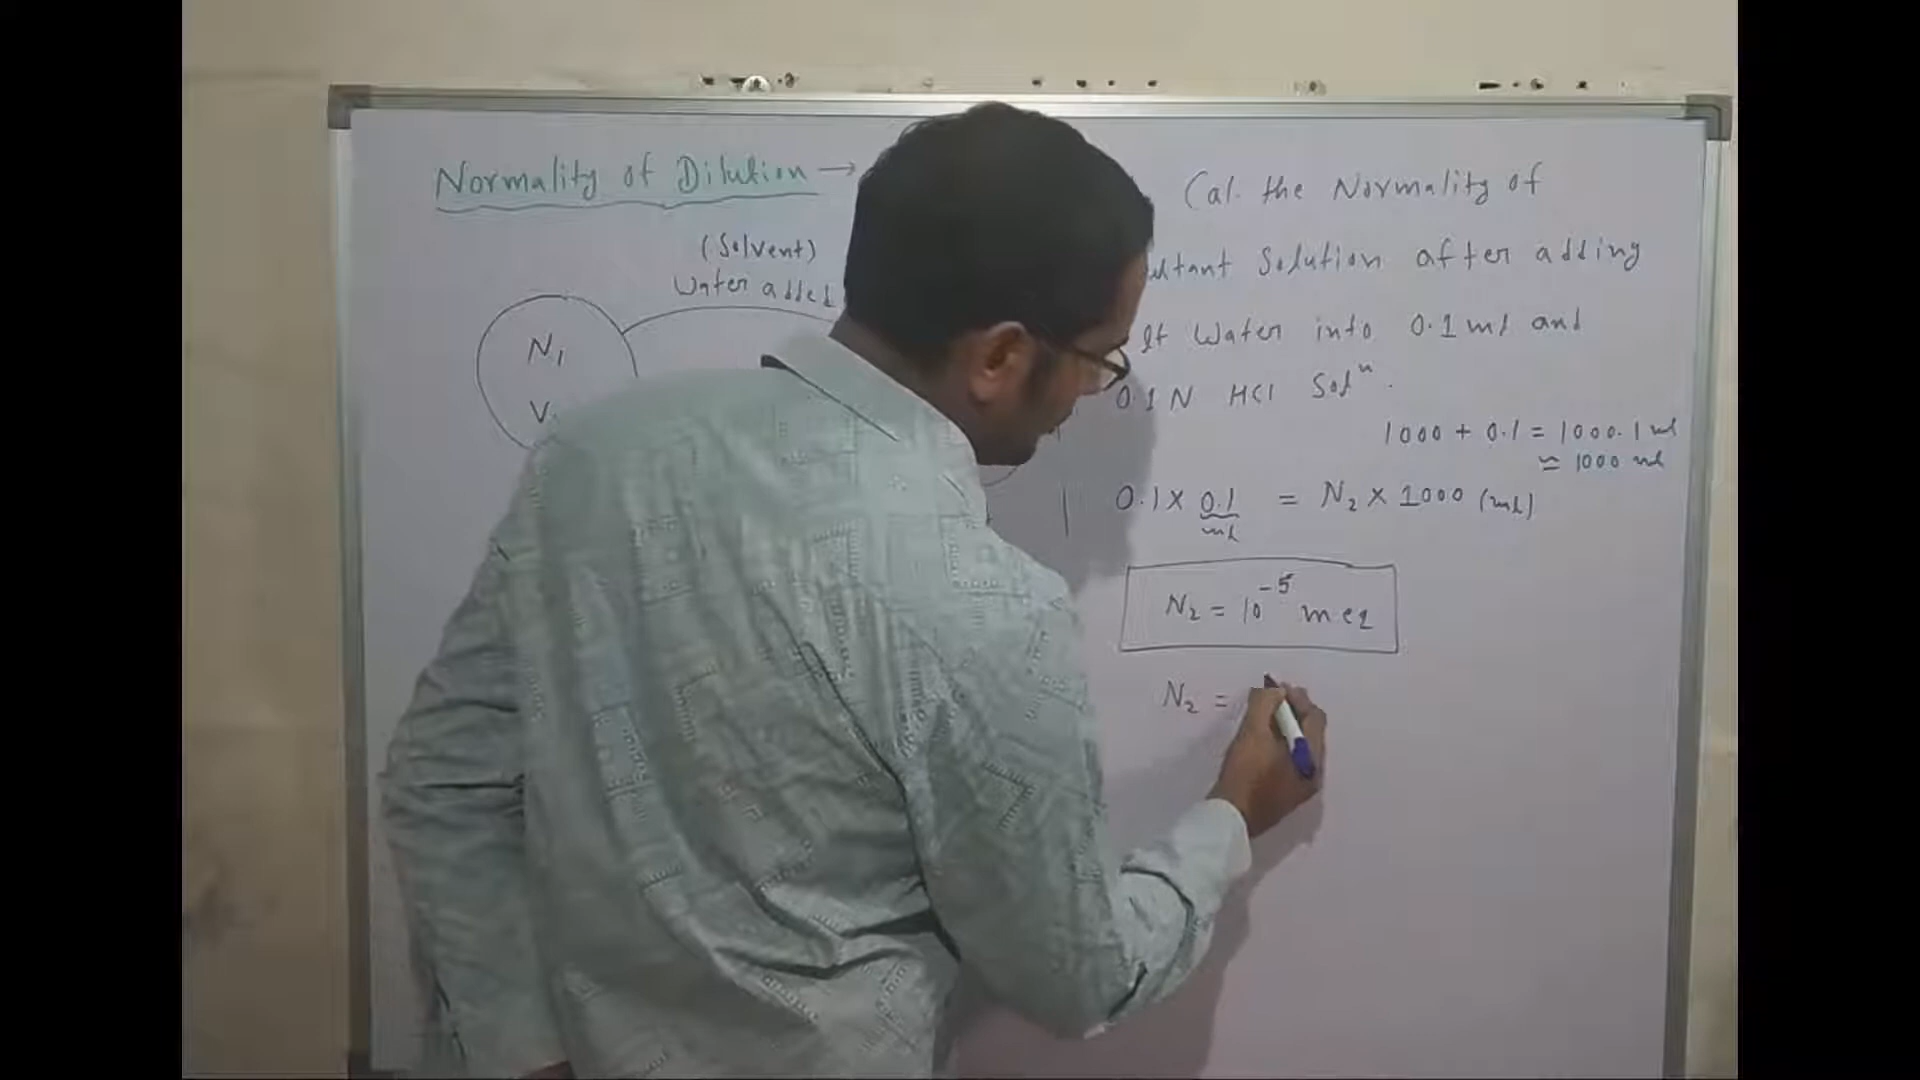 Normality of Dilution →
(Solvent)
Water added
N1
V
Cal. the Normality of
ultant Solution after adding
lt Water into 0.1 ml and
0.1 N HCl Solⁿ.
1000 + 0.1 = 1000.1 ml
≈ 1000 ml
0.1 × 0.1 = N₂ × 1000 (ml)
ml
N₂ = 10⁻⁵ meq
N₂ =